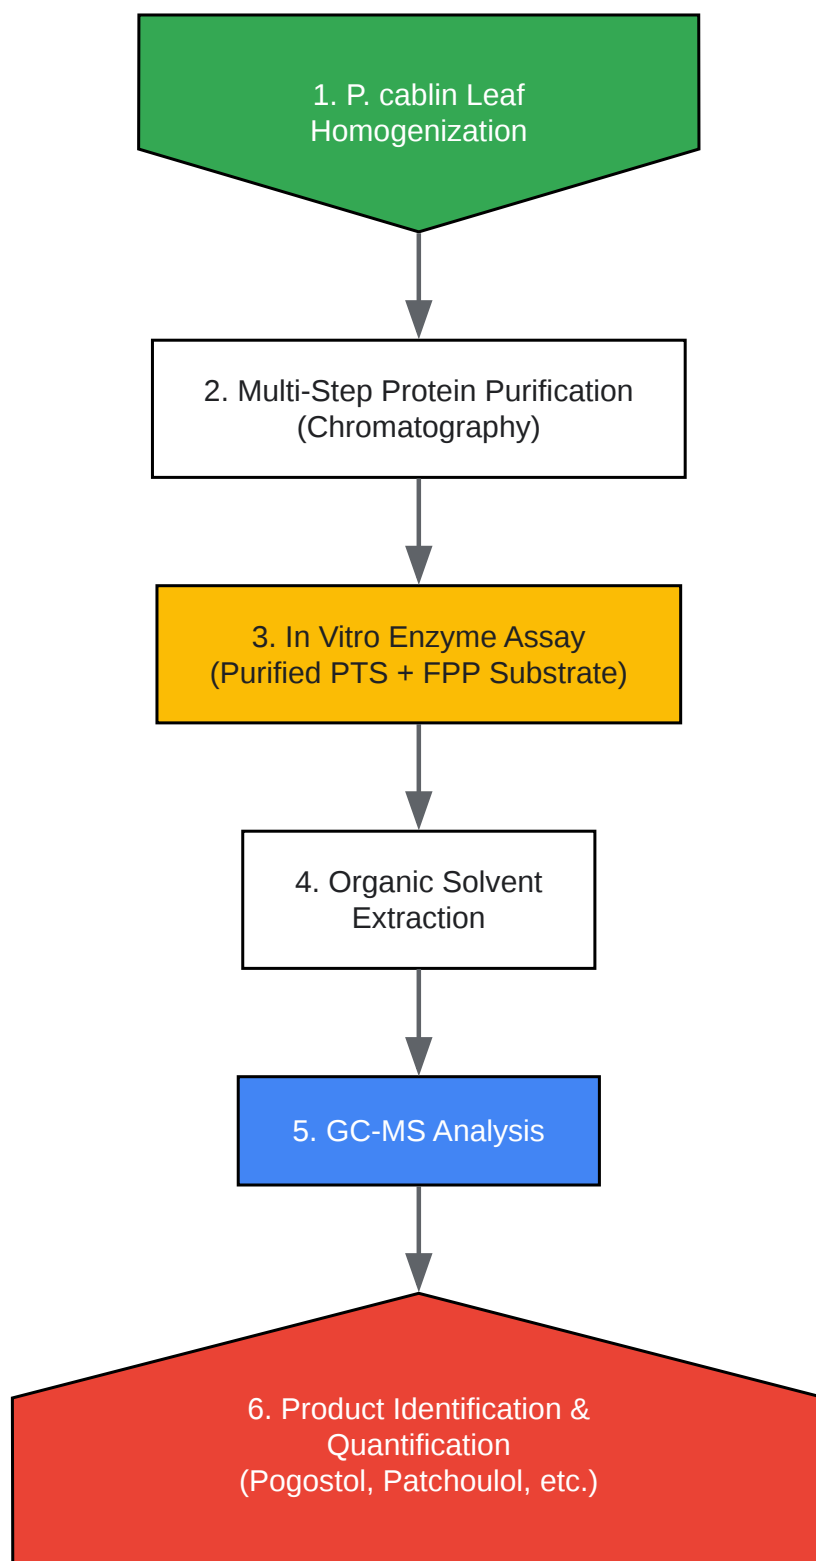 1. P. cablin Leaf
Homogenization
2. Multi-Step Protein Purification
(Chromatography)
3. In Vitro Enzyme Assay
(Purified PTS + FPP Substrate)
4. Organic Solvent
Extraction
5. GC-MS Analysis
6. Product Identification &
Quantification
(Pogostol, Patchoulol, etc.)